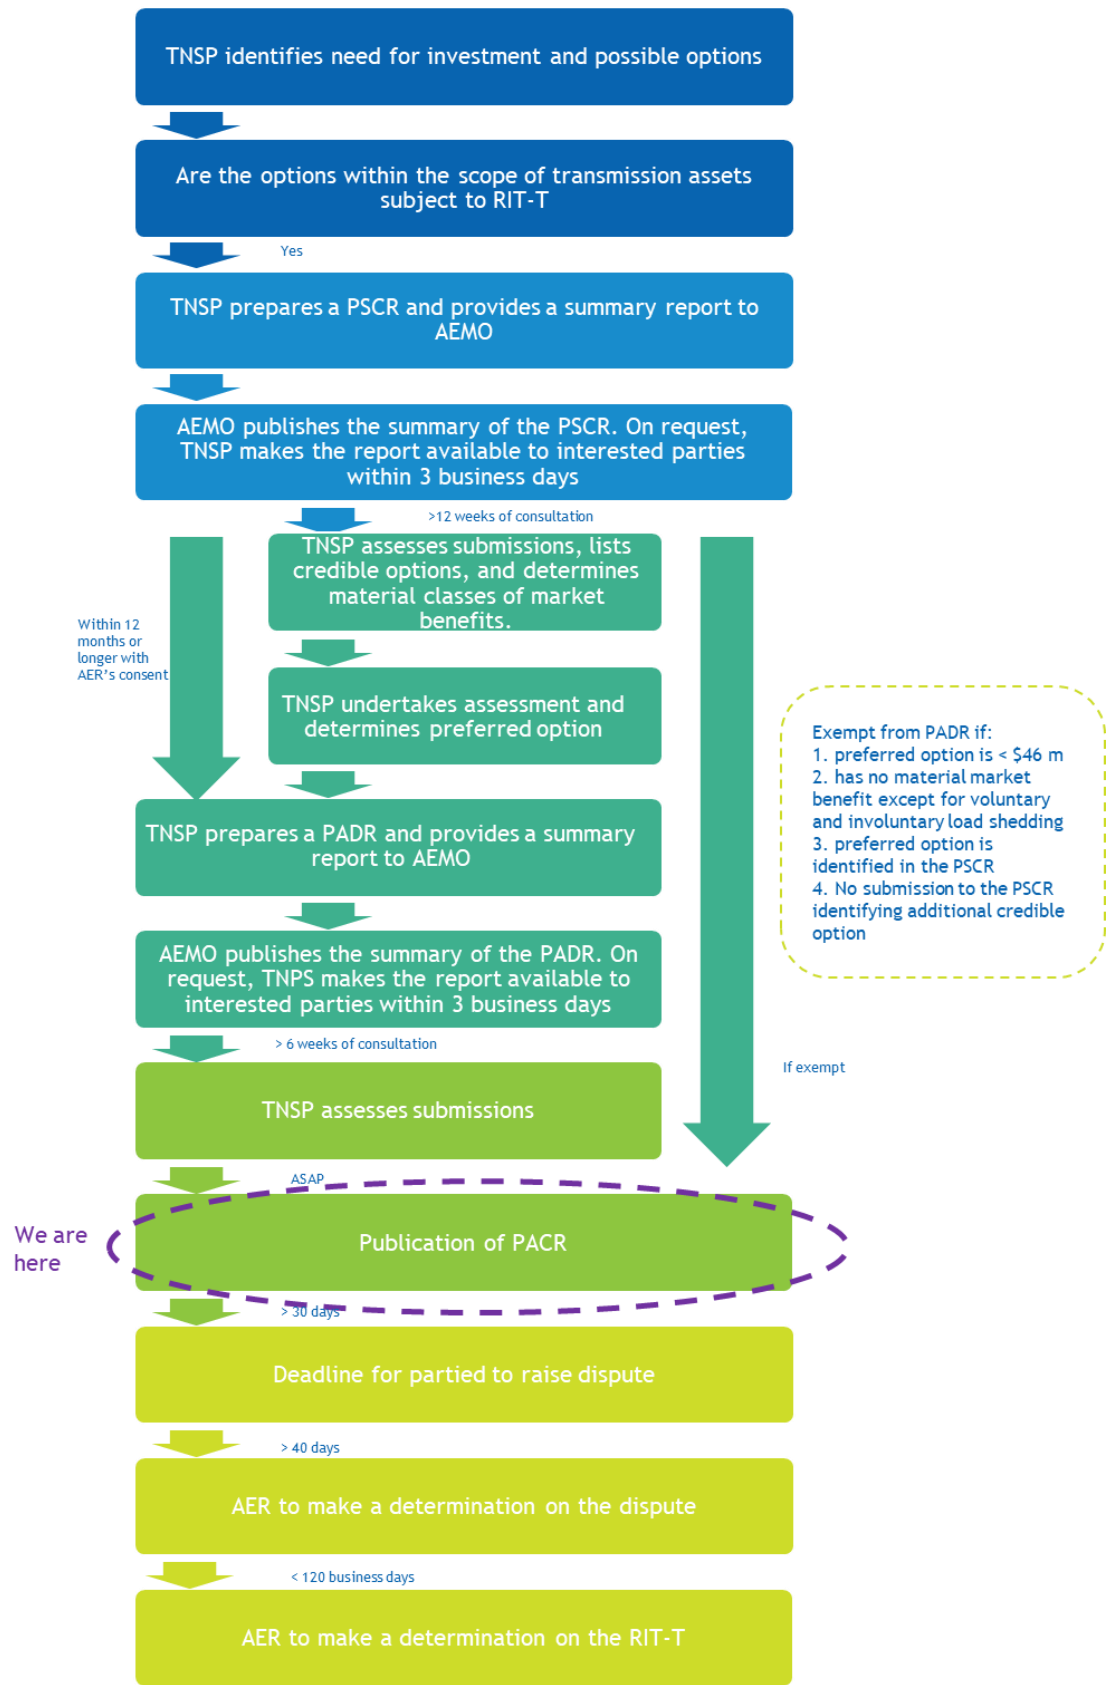 TNSP identifies need for investment and possible options
Are the options within the scope of transmission assets
subject to RIT-T
Yes
TNSP prepares a PSCR and provides a summary report to
AEMO
AEMO publishes the summary of the PSCR. On request,
TNSP makes the report available to interested parties
within 3 business days
>12 weeks of consultation
TNSP assesses submissions, lists
credible options, and determines
material classes of market
benefits.
Within 12
months or
longer with
AER's consent
TNSP undertakes assessment and
determines preferred option
Exempt from PADR if:
1. preferred option is < $46 m
2. has no material market
benefit except for voluntary
and involuntary load shedding
3. preferred option is
identified in the PSCR
4. No submission to the PSCR
identifying additional credible
option
TNSP prepares a PADR and provides a summary
report to AEMO
AEMO publishes the summary of the PADR. On
request, TNPS makes the report available to
interested parties within 3 business days
> 6 weeks of consultation
If exempt
TNSP assesses submissions
ASAP
We are
here
Publication of PACR
> 30 days
Deadline for partied to raise dispute
> 40 days
AER to make a determination on the dispute
< 120 business days
AER to make a determination on the RIT-T